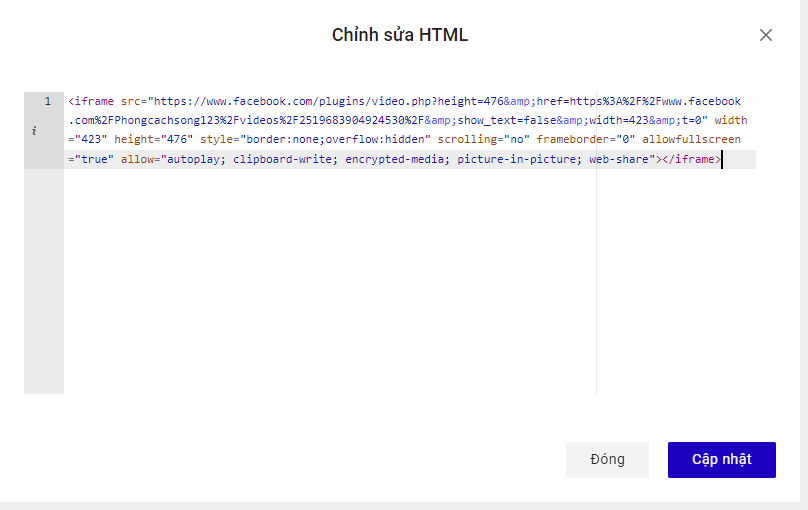 Chỉnh sửa HTML
1 <iframe src="https://www.facebook.com/plugins/video.php?height=476&amp;href=https%3A%2F%2Fwww.facebook
.com%2FPhongcachsong123%2Fvideos%2F2519683904924530%2F&amp;show_text=false&amp;width=423&amp;t=0" width
i
="423" height="476" style="border:none;overflow:hidden" scrolling="no" frameborder="0" allowfullscreen
="true" allow="autoplay; clipboard-write; encrypted-media; picture-in-picture; web-share"></iframe>
Đóng
Cập nhật